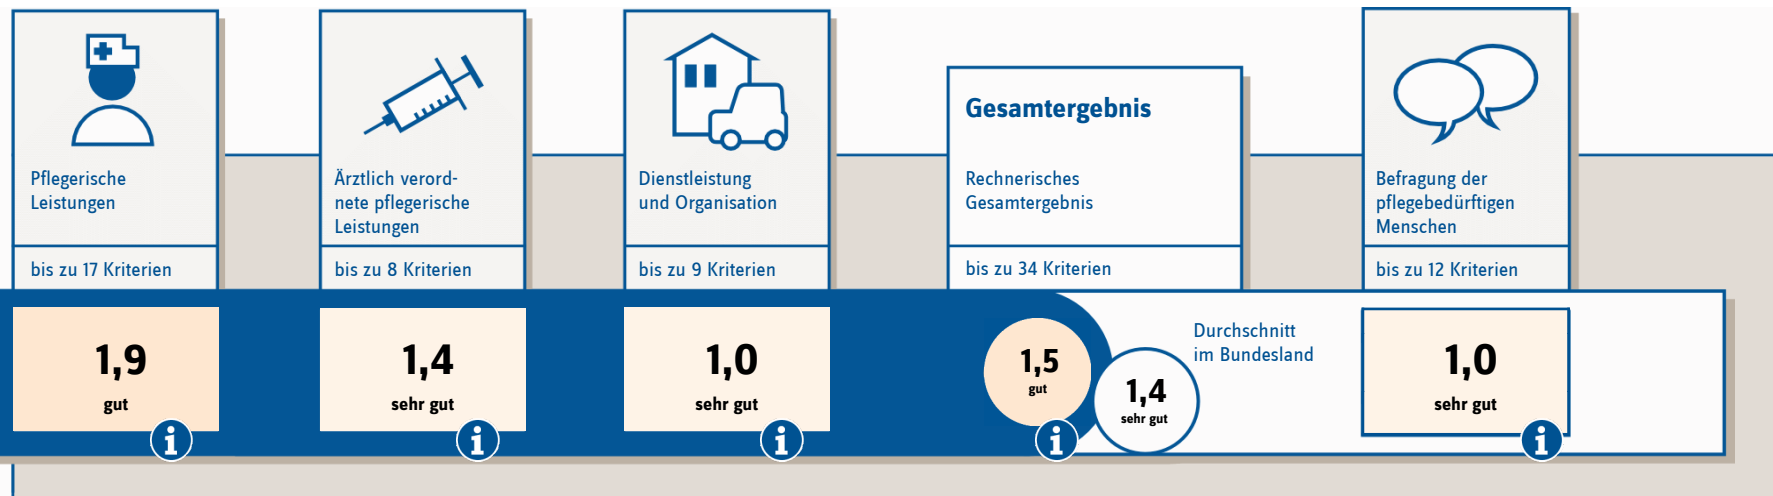 Pflegerische
Leistungen
bis zu 17 Kriterien
1,9
gut
i
Ärztlich verord-
nete pflegerische
Leistungen
bis zu 8 Kriterien
1,4
sehr gut
i
Dienstleistung
und Organisation
bis zu 9 Kriterien
1,0
sehr gut
i
Gesamtergebnis
Rechnerisches
Gesamtergebnis
bis zu 34 Kriterien
1,5
gut
i
1,4
sehr gut
Durchschnitt
im Bundesland
Befragung der
pflegebedürftigen
Menschen
bis zu 12 Kriterien
1,0
sehr gut
i